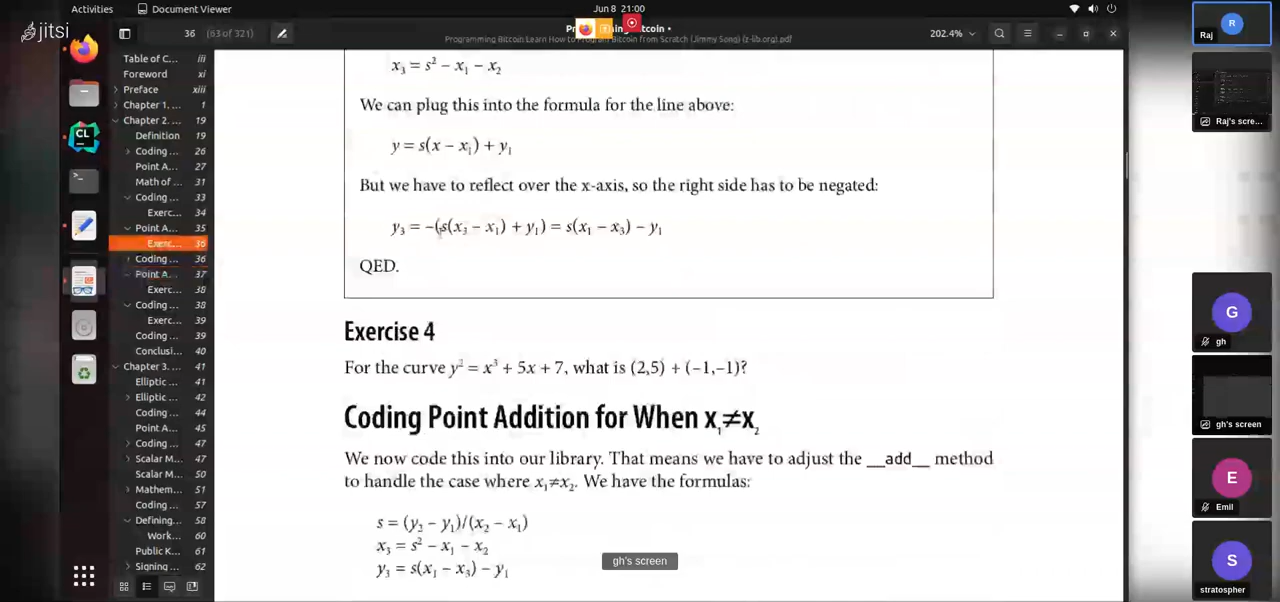 Activities
Document Viewer
Jun 8 21:00
jitsi
36
(63 of 321)
Programming Bitcoin Learn How to Program Bitcoin from Scratch (Jimmy Song) (z-lib.org).pdf
202.4%
Table of C... iii
Foreword xi
Preface xiii
Chapter 1. ... 1
Chapter 2. ... 19
Definition 19
Coding ... 26
Point A... 27
Math of ... 31
Coding ... 33
Exerc... 34
Point A... 35
Exerc... 36
Coding ... 36
Point A... 37
Exerc... 38
Coding ... 38
Exerc... 39
Coding ... 39
Conclusi... 40
Chapter 3. ... 41
Elliptic ... 41
Elliptic ... 42
Coding ... 44
Point A... 45
Coding ... 47
Scalar M... 47
Scalar M... 50
Mathem... 51
Coding ... 57
Defining... 58
Work... 60
Public K... 61
Signing ... 62
x₃ = s² − x₁ − x₂
We can plug this into the formula for the line above:
y = s(x − x₁) + y₁
But we have to reflect over the x-axis, so the right side has to be negated:
y₃ = −(s(x₃ − x₁) + y₁) = s(x₁ − x₃) − y₁
QED.
Exercise 4
For the curve y² = x³ + 5x + 7, what is (2,5) + (−1,−1)?
Coding Point Addition for When x₁≠x₂
We now code this into our library. That means we have to adjust the __add__ method
to handle the case where x₁≠x₂. We have the formulas:
s = (y₂ − y₁)/(x₂ − x₁)
x₃ = s² − x₁ − x₂
y₃ = s(x₁ − x₃) − y₁
gh's screen
R
Raj
Raj's scre...
G
gh
gh's screen
E
Emil
S
stratospher
CL